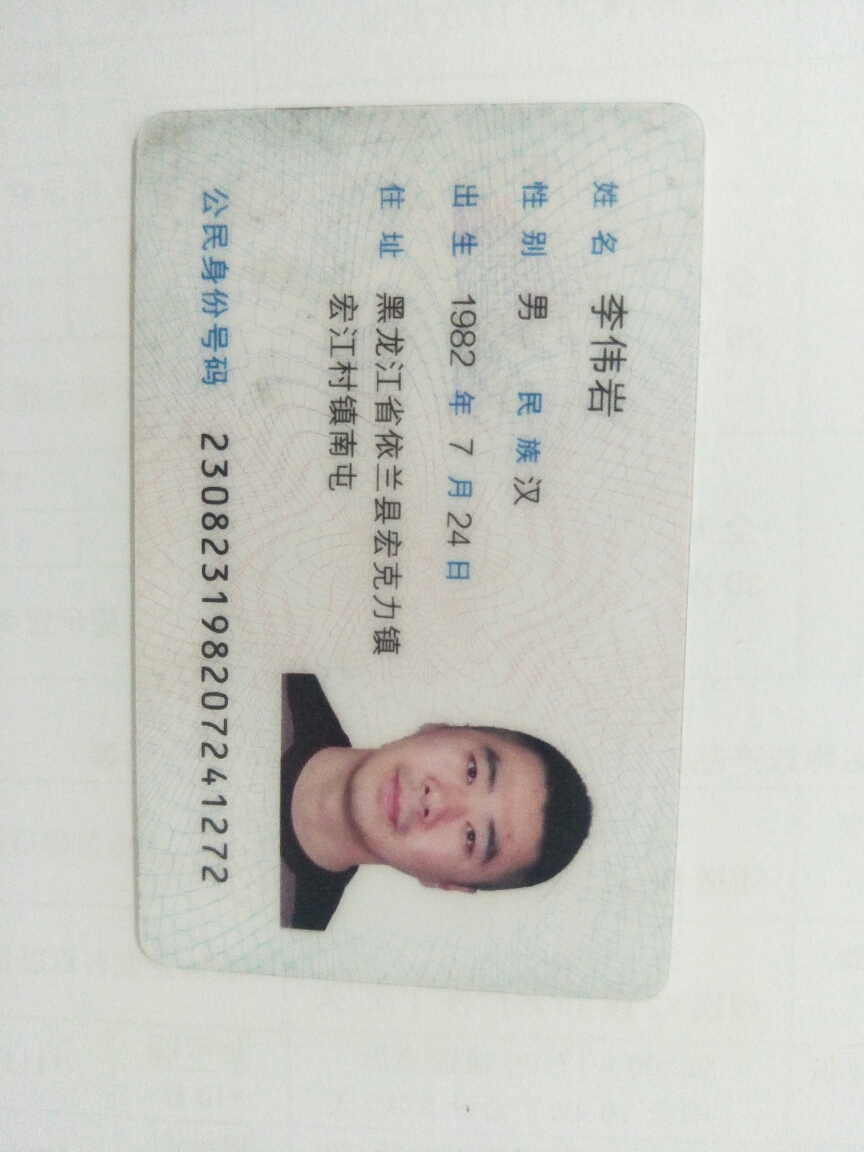 姓名 李伟岩
性别 男 民族 汉
出生 1982 年 7 月 24 日
住址 黑龙江省依兰县宏克力镇
宏江村镇南屯
公民身份号码 230823198207241272